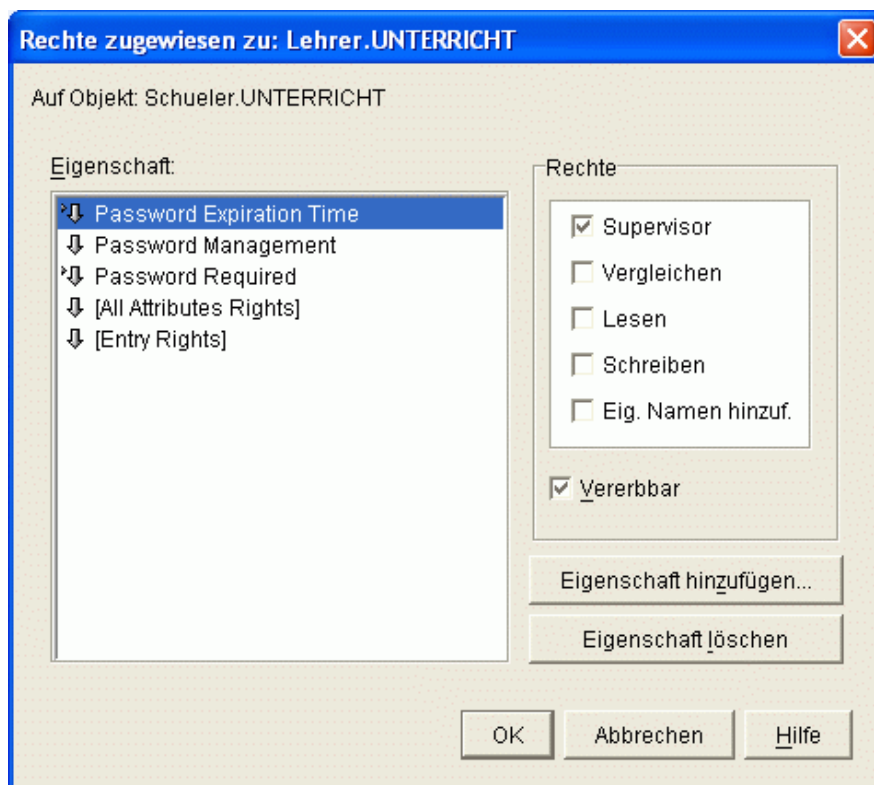 Rechte zugewiesen zu: Lehrer.UNTERRICHT
Auf Objekt: Schueler.UNTERRICHT
Eigenschaft:
Password Expiration Time
Password Management
Password Required
[All Attributes Rights]
[Entry Rights]
Rechte
Supervisor
Vergleichen
Lesen
Schreiben
Eig. Namen hinzuf.
Vererbbar
Eigenschaft hinzufügen...
Eigenschaft löschen
OK
Abbrechen
Hilfe